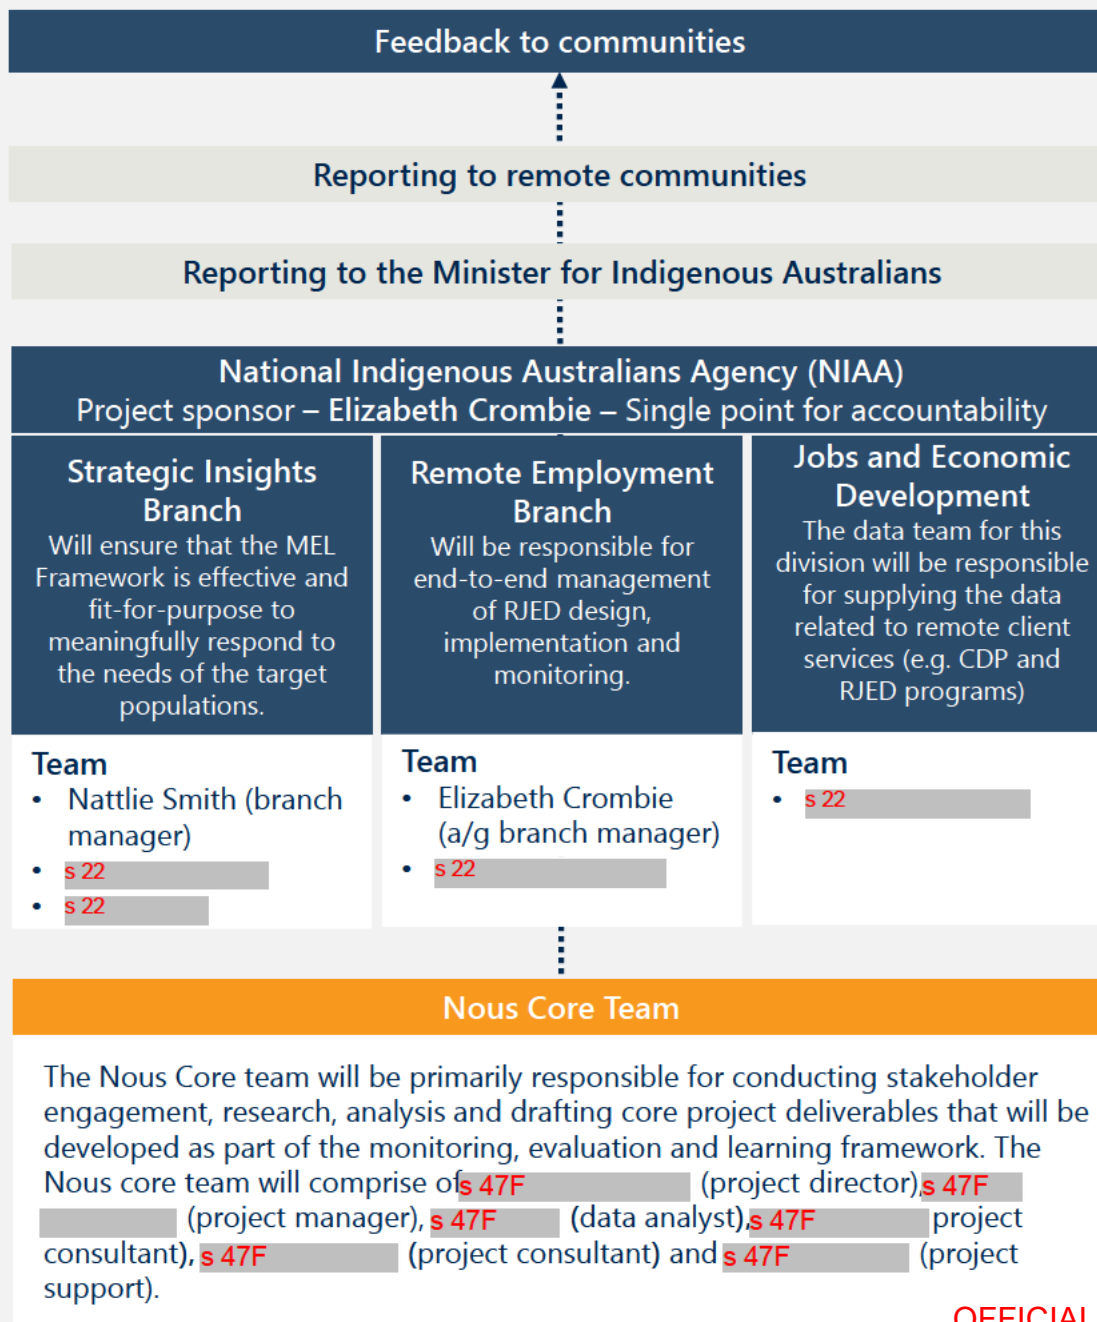 Feedback to communities
Reporting to remote communities
Reporting to the Minister for Indigenous Australians
National Indigenous Australians Agency (NIAA)
Project sponsor – Elizabeth Crombie – Single point for accountability
Strategic Insights
Branch
Will ensure that the MEL
Framework is effective and
fit-for-purpose to
meaningfully respond to
the needs of the target
populations.
Team
• Nattlie Smith (branch
manager)
• s 22
• s 22
Remote Employment
Branch
Will be responsible for
end-to-end management
of RJED design,
implementation and
monitoring.
Team
• Elizabeth Crombie
(a/g branch manager)
• s 22
Jobs and Economic
Development
The data team for this
division will be responsible
for supplying the data
related to remote client
services (e.g. CDP and
RJED programs)
Team
• s 22
Nous Core Team
The Nous Core team will be primarily responsible for conducting stakeholder
engagement, research, analysis and drafting core project deliverables that will be
developed as part of the monitoring, evaluation and learning framework. The
Nous core team will comprise of s 47F (project director), s 47F
(project manager), s 47F (data analyst), s 47F project
consultant), s 47F (project consultant) and s 47F (project
support).
OFFICIAL